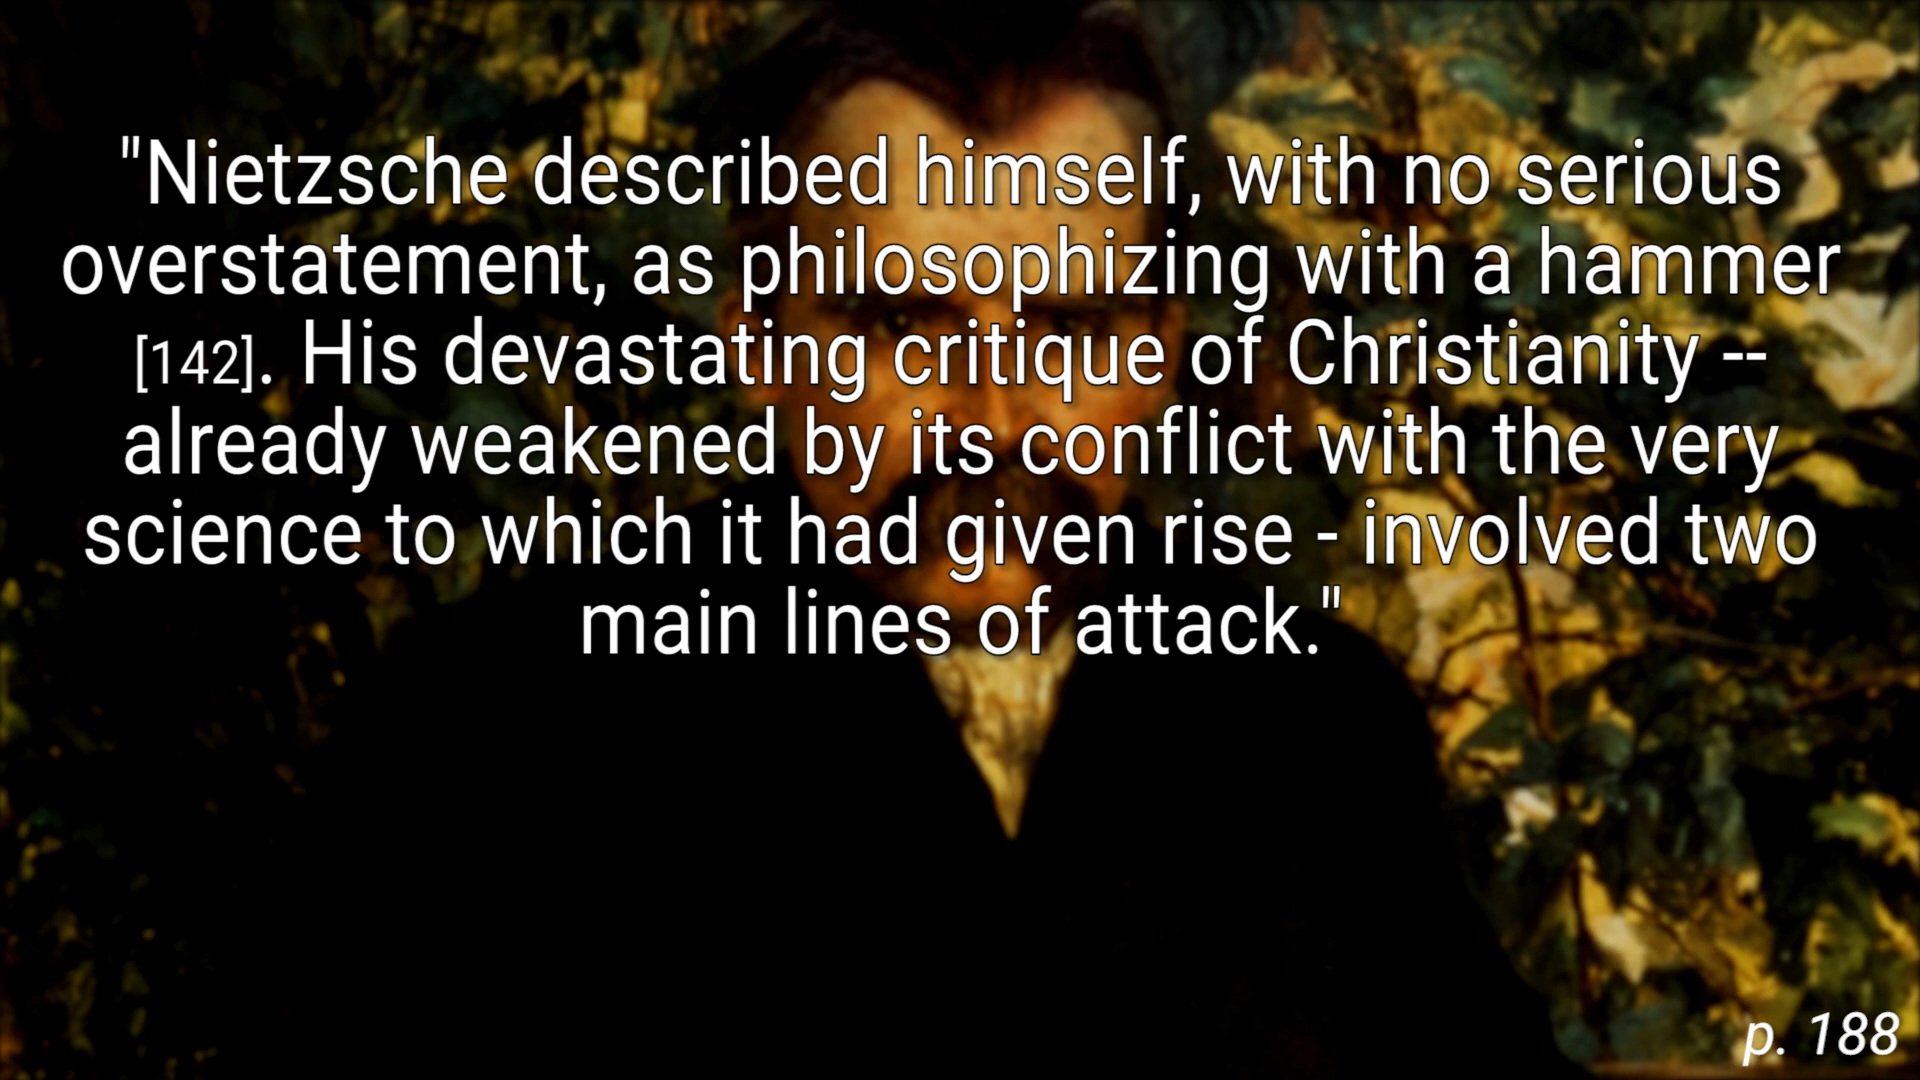 "Nietzsche described himself, with no serious
overstatement, as philosophizing with a hammer
[142]. His devastating critique of Christianity --
already weakened by its conflict with the very
science to which it had given rise - involved two
main lines of attack."
p. 188